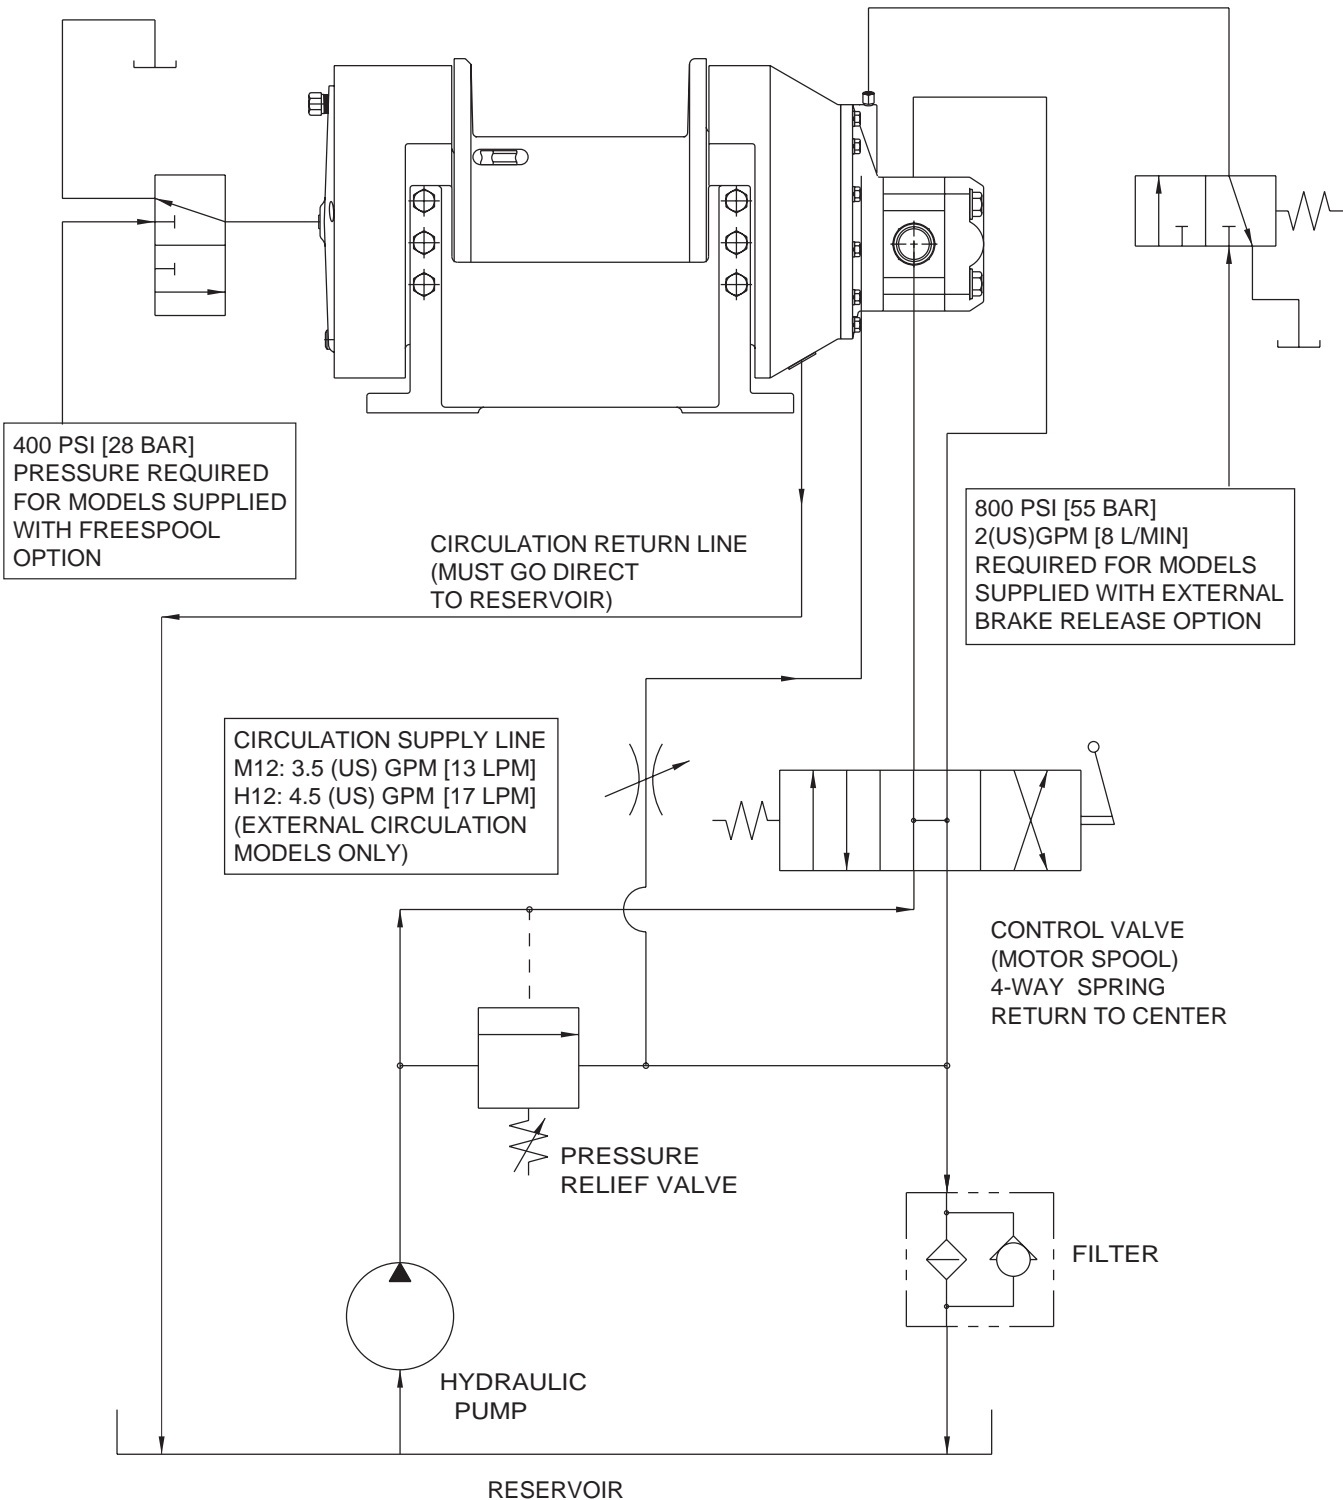 400 PSI [28 BAR]
PRESSURE REQUIRED
FOR MODELS SUPPLIED
WITH FREESPOOL
OPTION
800 PSI [55 BAR]
2(US)GPM [8 L/MIN]
REQUIRED FOR MODELS
SUPPLIED WITH EXTERNAL
BRAKE RELEASE OPTION
CIRCULATION RETURN LINE
(MUST GO DIRECT
TO RESERVOIR)
CIRCULATION SUPPLY LINE
M12: 3.5 (US) GPM [13 LPM]
H12: 4.5 (US) GPM [17 LPM]
(EXTERNAL CIRCULATION
MODELS ONLY)
CONTROL VALVE
(MOTOR SPOOL)
4-WAY SPRING
RETURN TO CENTER
PRESSURE
RELIEF VALVE
FILTER
HYDRAULIC
PUMP
RESERVOIR